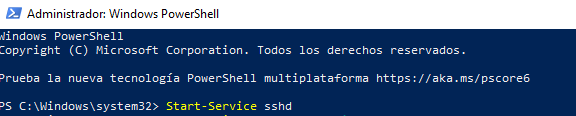 Administrador: Windows PowerShell
Windows PowerShell
Copyright (C) Microsoft Corporation. Todos los derechos reservados.
Prueba la nueva tecnología PowerShell multiplataforma https://aka.ms/pscore6
PS C:\Windows\system32> Start-Service sshd